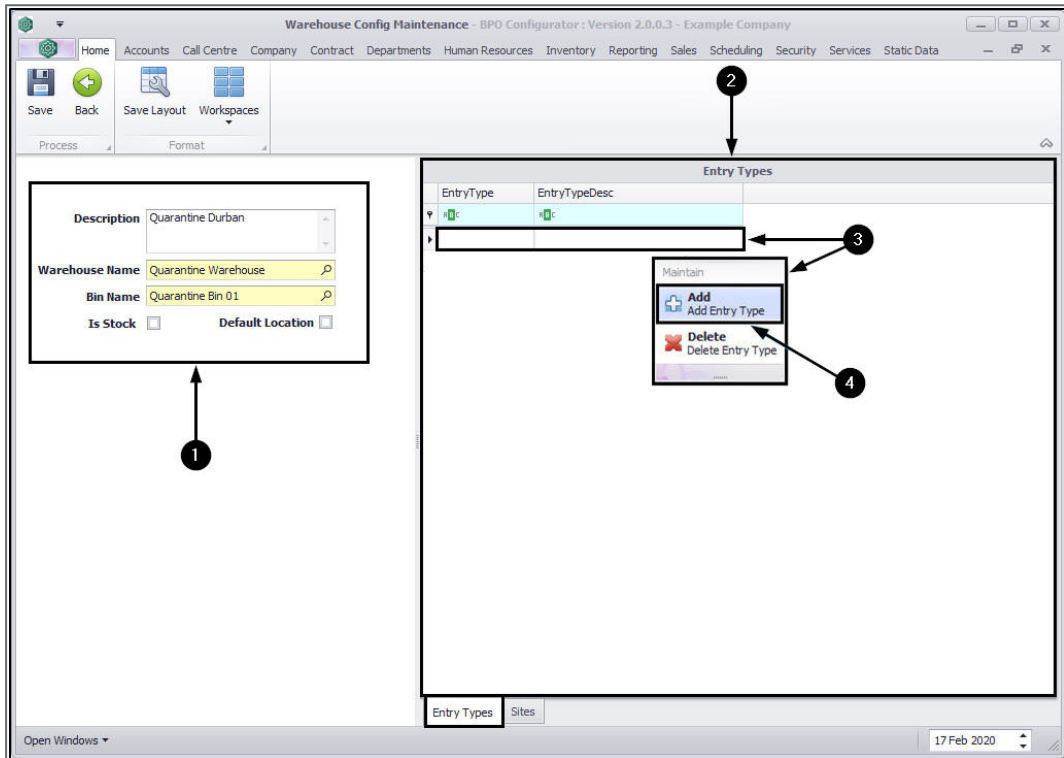 Warehouse Config Maintenance - BPO Configurator : Version 2.0.0.3 - Example Company
Home Accounts Call Centre Company Contract Departments Human Resources Inventory Reporting Sales Scheduling Security Services Static Data
Save Back Save Layout Workspaces
Process Format
2
Entry Types
EntryType EntryTypeDesc
Description Quarantine Durban
Warehouse Name Quarantine Warehouse
Bin Name Quarantine Bin 01
Is Stock Default Location
3
Maintain
Add
Add Entry Type
Delete
Delete Entry Type
4
1
Entry Types Sites
Open Windows 17 Feb 2020